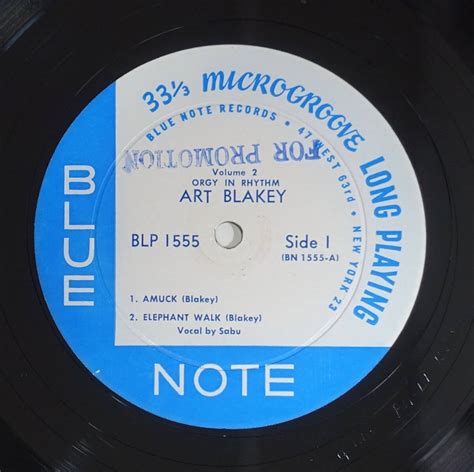 33⅓ MICROGROOVE LONG PLAYING
BLUE NOTE RECORDS • 47 WEST 63rd • NEW YORK 23
FOR PROMOTION
Volume 2
ORGY IN RHYTHM
ART BLAKEY
BLP 1555
Side 1
(BN 1555-A)
1. AMUCK (Blakey)
2. ELEPHANT WALK (Blakey)
Vocal by Sabu
BLUE
NOTE